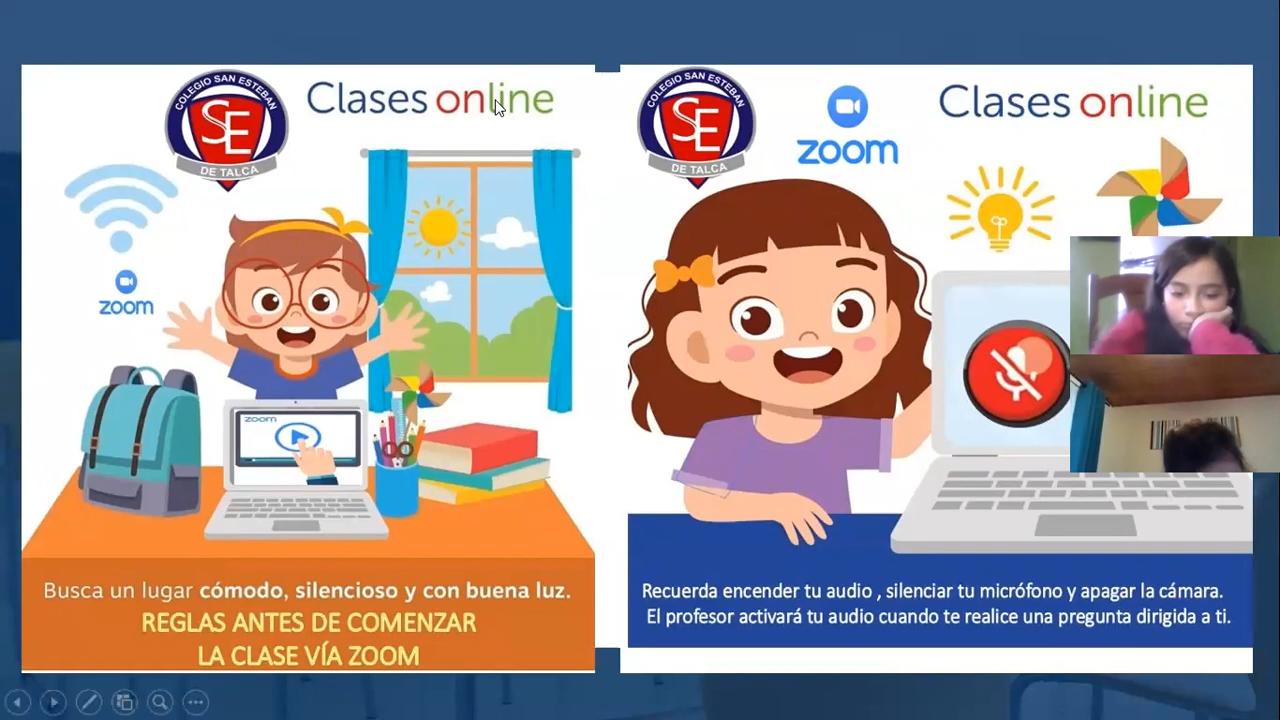 COLEGIO SAN ESTEBAN
SE
DE TALCA
Clases online
zoom
zoom
Busca un lugar cómodo, silencioso y con buena luz.
REGLAS ANTES DE COMENZAR
LA CLASE VÍA ZOOM
COLEGIO SAN ESTEBAN
SE
DE TALCA
zoom
Clases online
Recuerda encender tu audio , silenciar tu micrófono y apagar la cámara.
El profesor activará tu audio cuando te realice una pregunta dirigida a ti.